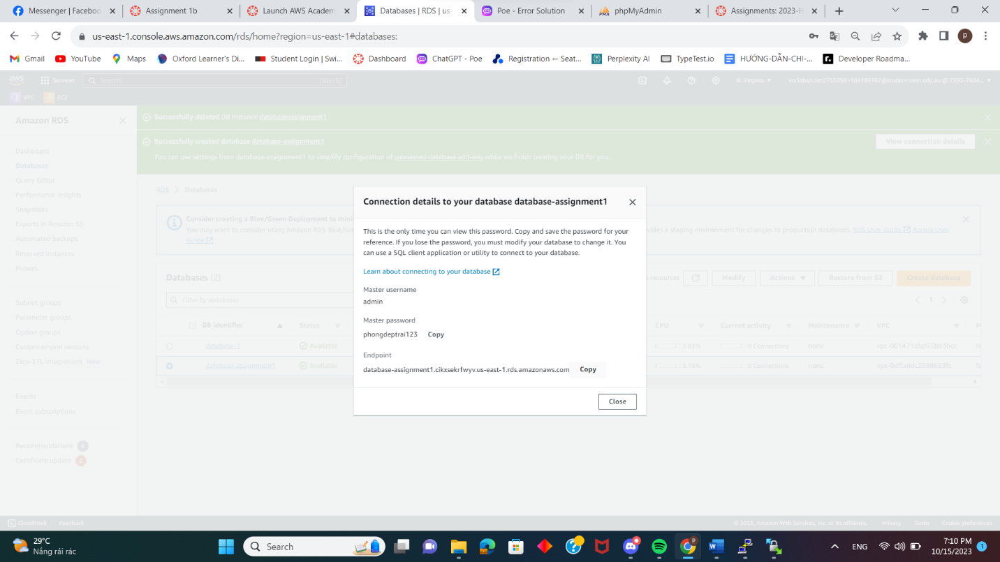 Messenger | Faceboo
Assignment 1b
Launch AWS Academ
Databases | RDS | us-
Poe - Error Solution
phpMyAdmin
Assignments: 2023-H
us-east-1.console.aws.amazon.com/rds/home?region=us-east-1#databases:
P
Gmail
YouTube
Maps
Oxford Learner's Di...
Student Login | Swi...
Dashboard
ChatGPT - Poe
Registration — Seat...
Perplexity AI
TypeTest.io
HƯỚNG-DẪN-CHI-...
Developer Roadma...
aws
Services
Search
[Alt+S]
N. Virginia
VPC
EC2
Amazon RDS
Dashboard
Databases
Query Editor
Performance insights
Snapshots
Exports in Amazon S3
Automated backups
Reserved instances
Proxies
Subnet groups
Parameter groups
Option groups
Custom engine versions
Zero-ETL integrations New
Events
Event subscriptions
Recommendations 4
Certificate update 2
Successfully deleted DB instance databaseassignment1
Successfully created database database-assignment1
View connection details
You can use settings from database-assignment1 to simplify configuration of suggested database add-ons while we finish creating your DB for you.
RDS > Databases
Consider creating a Blue/Green Deployment to mini
You may want to consider using Amazon RDS Blue/Gre
vides a staging environment for changes to production databases. RDS User Guide Aurora User
Guide
Databases (2)
resources
Modify
Actions
Restore from S3
Create database
Filter by databases
1
DB identifier
Status
CPU
Current activity
Maintenance
VPC
database-1
Available
0 Connections
none
database-assignment1
Available
0 Connections
none
Connection details to your database database-assignment1
This is the only time you can view this password. Copy and save the password for your
reference. If you lose the password, you must modify your database to change it. You
can use a SQL client application or utility to connect to your database.
Learn about connecting to your database
Master username
admin
Master password
phongdeptrai123 Copy
Endpoint
database-assignment1.cikxsekrfwyv.us-east-1.rds.amazonaws.com Copy
Close
CloudShell
Feedback
© 2023, Amazon Web Services, Inc. or its affiliates.
Privacy
Terms
Cookie preferences
29°C
Nắng rải rác
Search
ENG
7:10 PM
10/15/2023
1